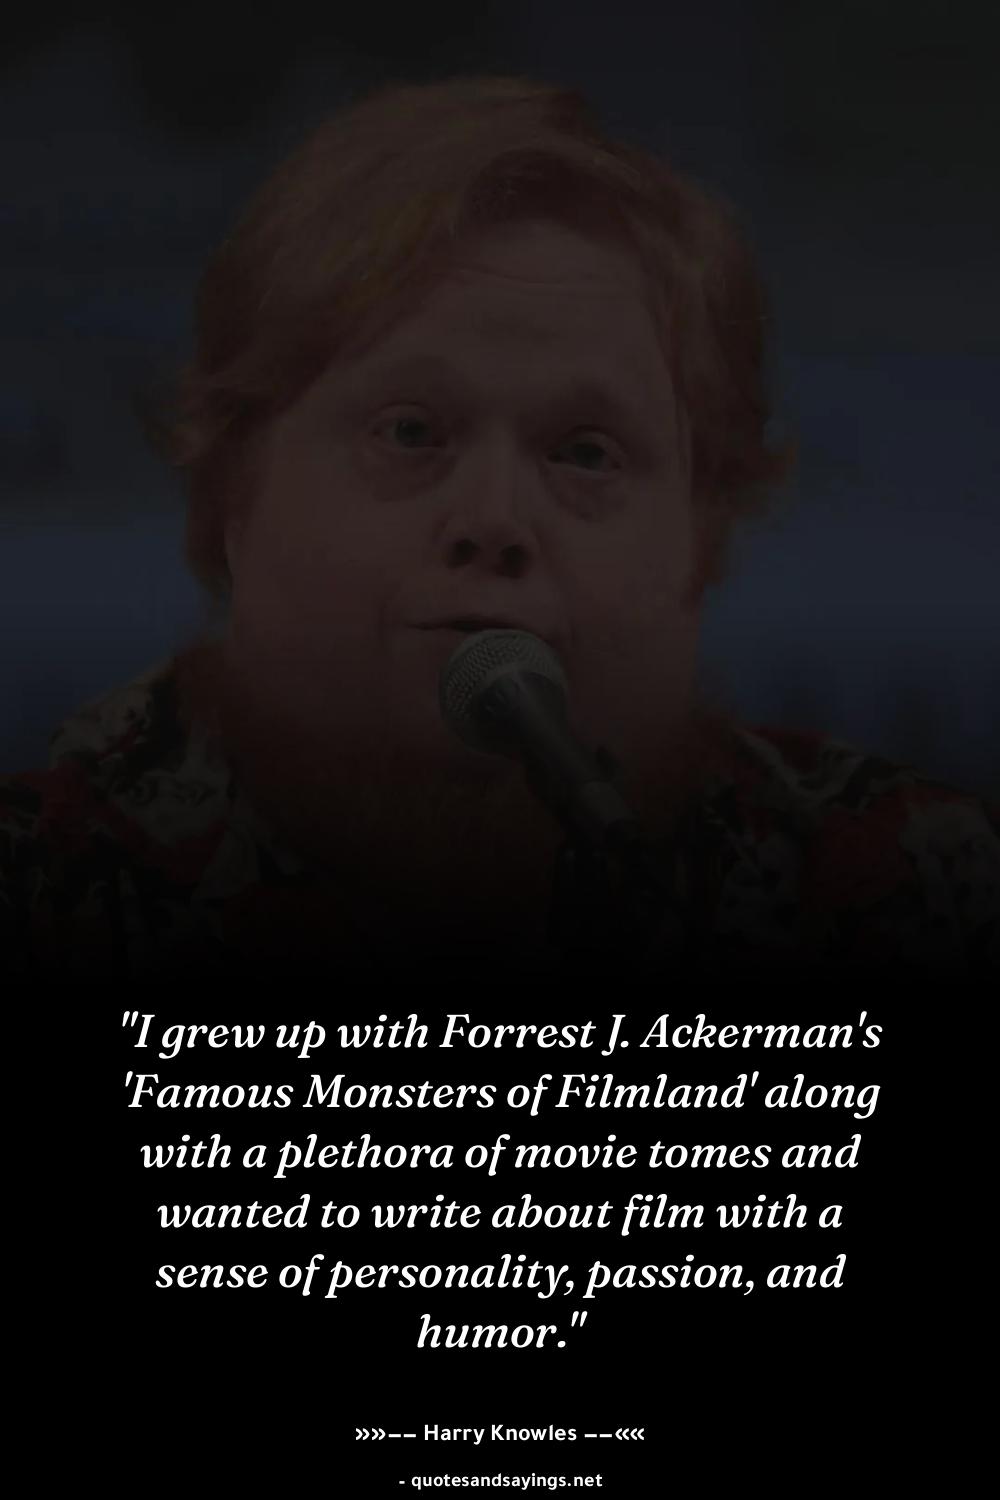 "I grew up with Forrest J. Ackerman's
'Famous Monsters of Filmland' along
with a plethora of movie tomes and
wanted to write about film with a
sense of personality, passion, and
humor."
»»−− Harry Knowles −−««
- quotesandsayings.net